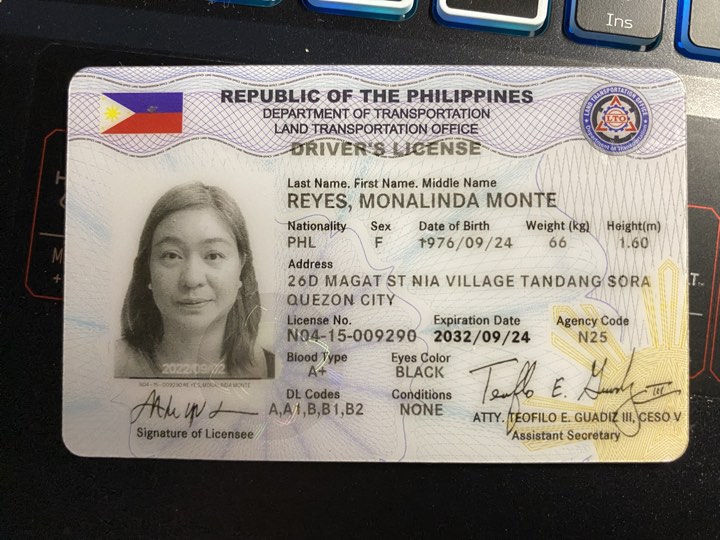 Ins
REPUBLIC OF THE PHILIPPINES
DEPARTMENT OF TRANSPORTATION
LAND TRANSPORTATION OFFICE
DRIVER'S LICENSE
LAND TRANSPORTATION OFFICE
LTO
Last Name. First Name. Middle Name
REYES, MONALINDA MONTE
Nationality Sex Date of Birth Weight (kg) Height(m)
PHL F 1976/09/24 66 1.60
Address
26D MAGAT ST NIA VILLAGE TANDANG SORA
QUEZON CITY
License No. Expiration Date Agency Code
N04-15-009290 2032/09/24 N25
Blood Type Eyes Color
A+ BLACK
DL Codes Conditions
A,A1,B,B1,B2 NONE
2022/09/22
MONALINDA MONTE
Signature of Licensee
Teofilo E. Guadiz III
ATTY. TEOFILO E. GUADIZ III, CESO V
Assistant Secretary